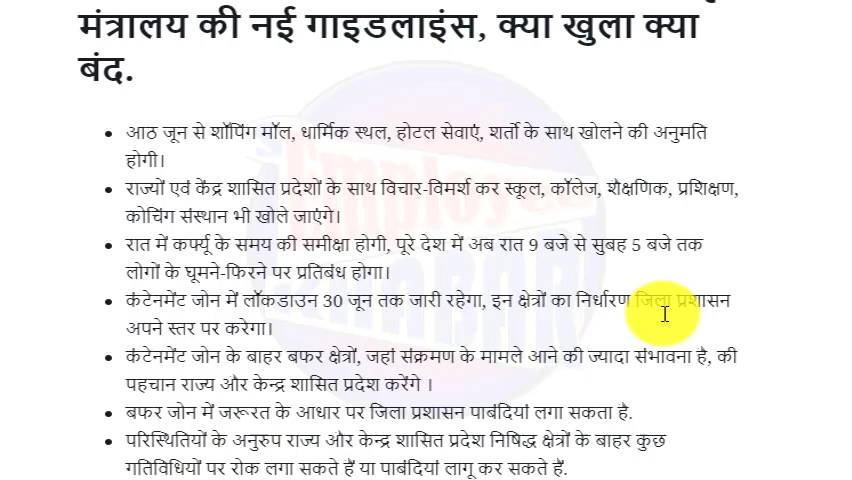 मंत्रालय की नई गाइडलाइंस, क्या खुला क्या
बंद.
• आठ जून से शॉपिंग मॉल, धार्मिक स्थल, होटल सेवाएं, शर्तो के साथ खोलने की अनुमति
होगी।
• राज्यों एवं केंद्र शासित प्रदेशों के साथ विचार-विमर्श कर स्कूल, कॉलेज, शैक्षणिक, प्रशिक्षण,
कोचिंग संस्थान भी खोले जाएंगे।
• रात में कर्फ्यू के समय की समीक्षा होगी, पूरे देश में अब रात 9 बजे से सुबह 5 बजे तक
लोगों के घूमने-फिरने पर प्रतिबंध होगा।
• कंटेनमेंट जोन में लॉकडाउन 30 जून तक जारी रहेगा, इन क्षेत्रों का निर्धारण जिला प्रशासन
अपने स्तर पर करेगा।
• कंटेनमेंट जोन के बाहर बफर क्षेत्रों, जहां संक्रमण के मामले आने की ज्यादा संभावना है, की
पहचान राज्य और केन्द्र शासित प्रदेश करेंगे ।
• बफर जोन में जरूरत के आधार पर जिला प्रशासन पाबंदियां लगा सकता है.
• परिस्थितियों के अनुरुप राज्य और केन्द्र शासित प्रदेश निषिद्ध क्षेत्रों के बाहर कुछ
गतिविधियों पर रोक लगा सकते हैं या पाबंदियां लागू कर सकते हैं.
Employee
KHABAR